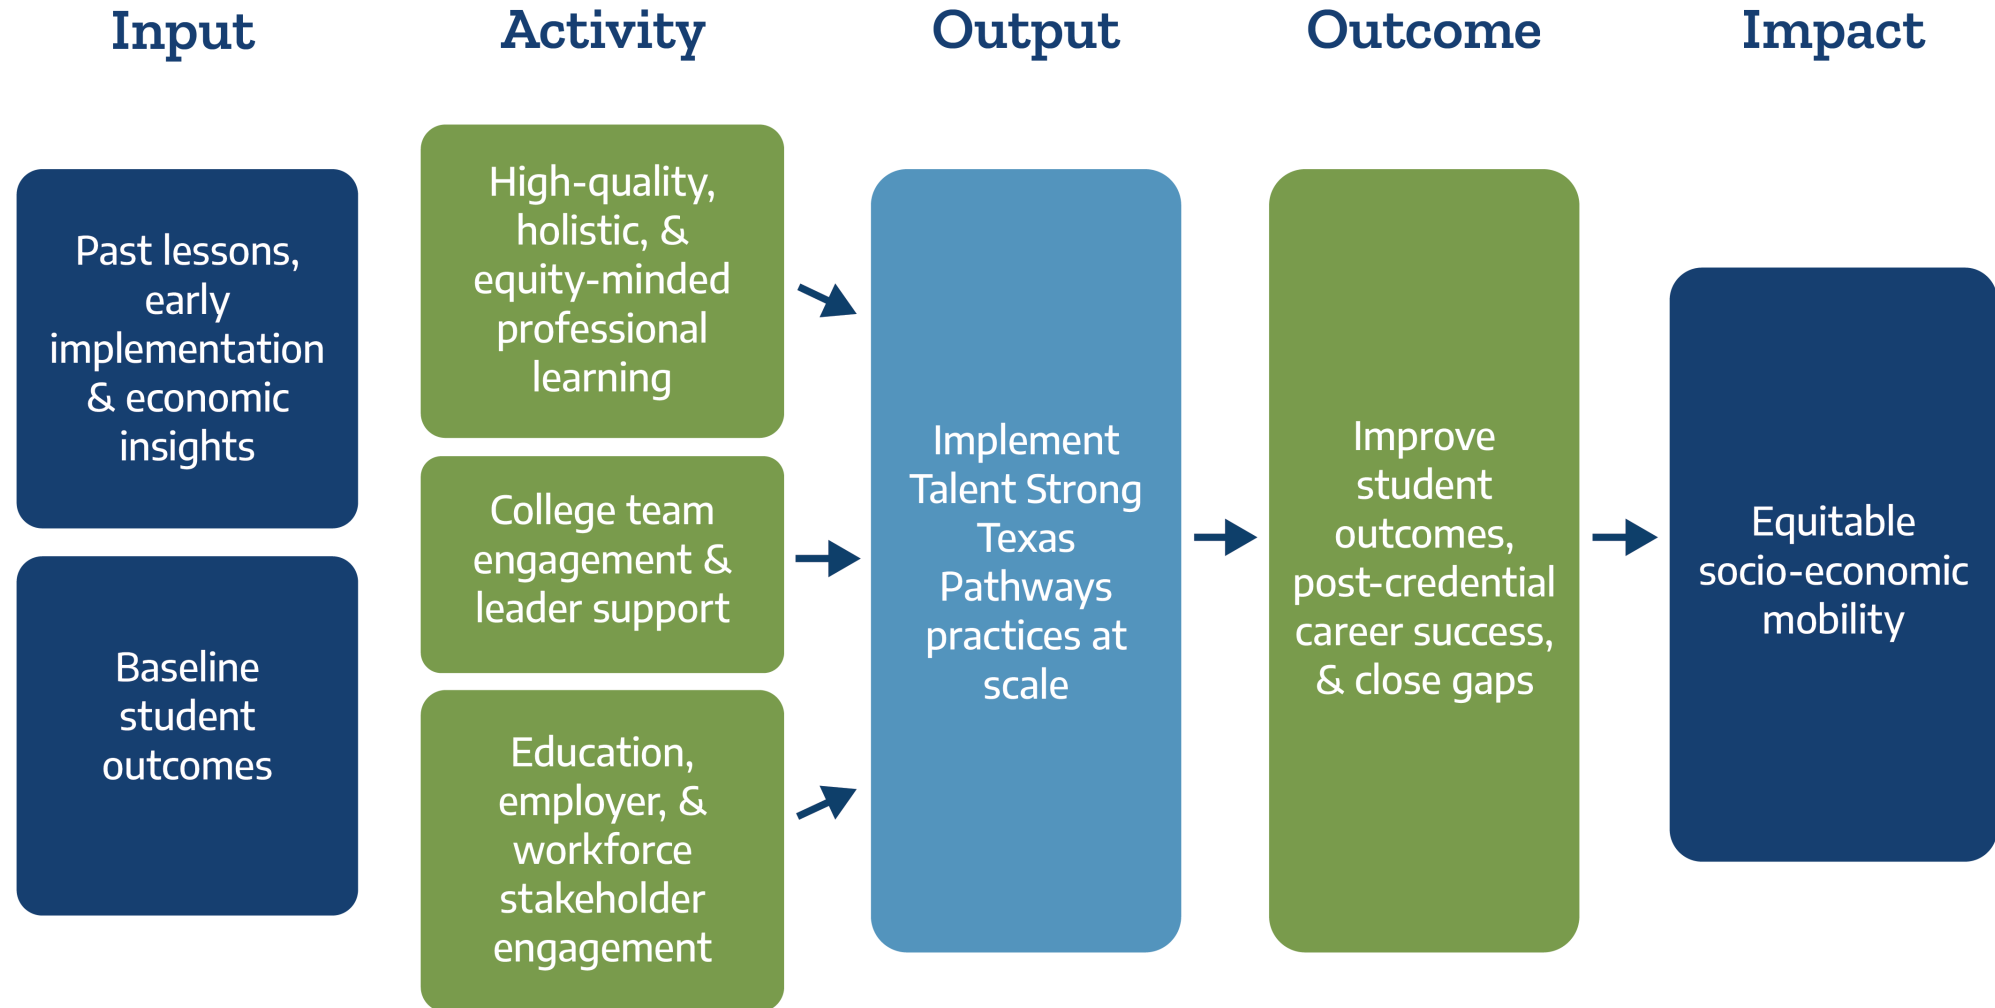 Input
Activity
Output
Outcome
Impact
Past lessons,
early
implementation
& economic
insights
Baseline
student
outcomes
High-quality,
holistic, &
equity-minded
professional
learning
College team
engagement &
leader support
Education,
employer, &
workforce
stakeholder
engagement
Implement
Talent Strong
Texas
Pathways
practices at
scale
Improve
student
outcomes,
post-credential
career success,
& close gaps
Equitable
socio-economic
mobility